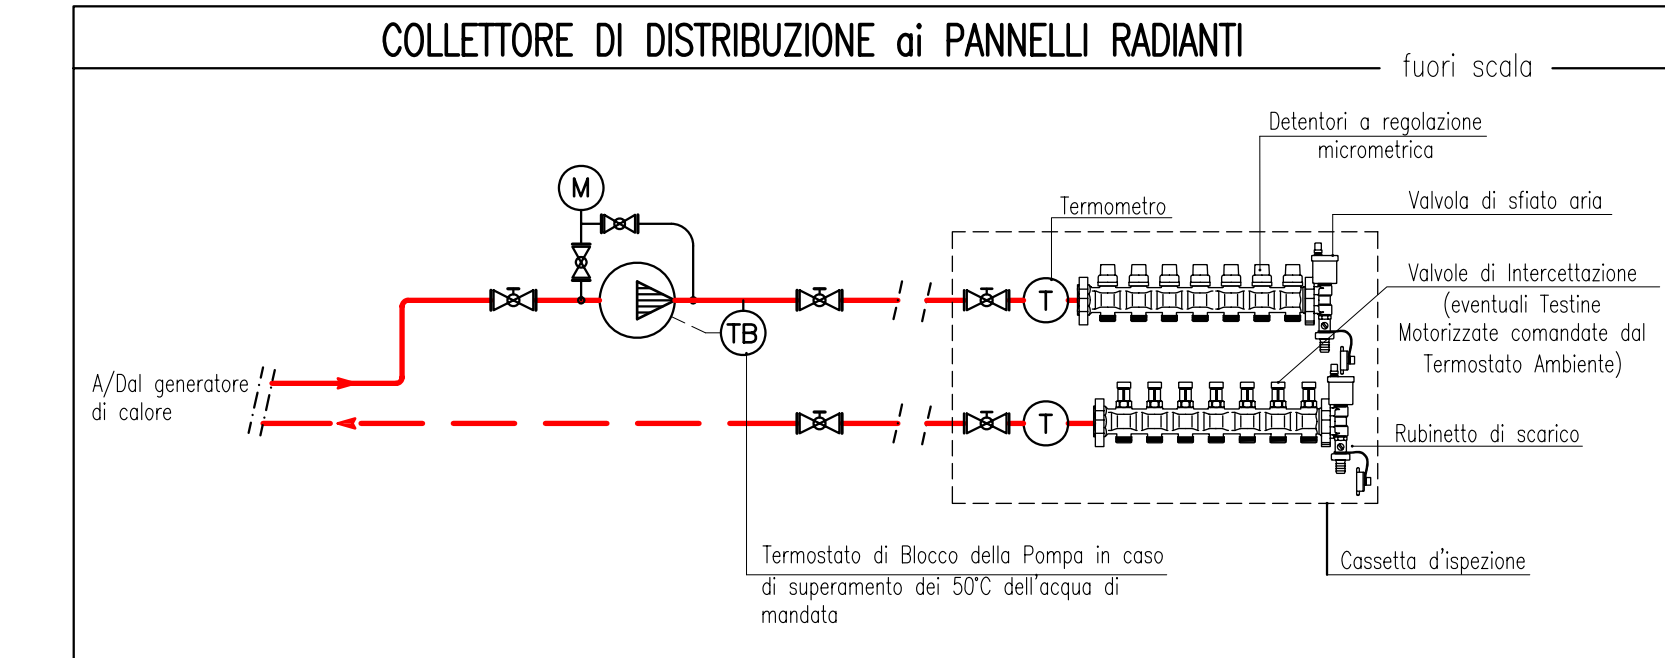 COLLETTORE DI DISTRIBUZIONE ai PANNELLI RADIANTI
fuori scala
Detentori a regolazione
micrometrica
M
Termometro
Valvola di sfiato aria
Valvole di Intercettazione
(eventuali Testine
Motorizzate comandate dal
Termostato Ambiente)
T
TB
A/Dal generatore
di calore
T
Rubinetto di scarico
Termostato di Blocco della Pompa in caso
di superamento dei 50°C dell'acqua di
mandata
Cassetta d'ispezione